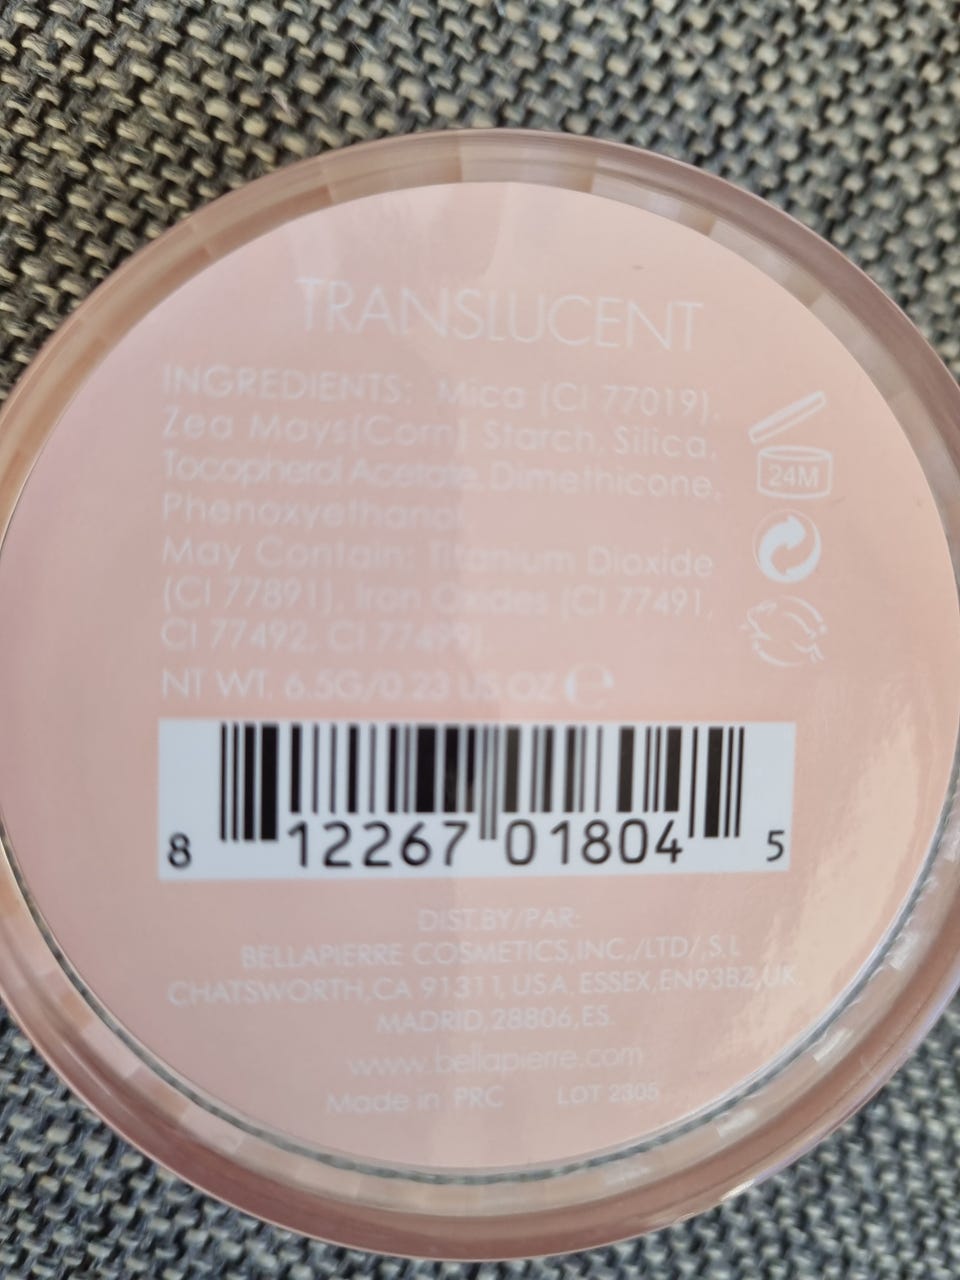 TRANSLUCENT
INGREDIENTS: Mica (CI 77019),
Zea Mays(Corn) Starch, Silica,
Tocopherol Acetate, Dimethicone,
Phenoxyethanol
May Contain: Titanium Dioxide
(CI 77891), Iron Oxides (CI 77491,
CI 77492, CI 77499).
NT WT. 6.5G/0.23 US OZ ℮
24M
8 12267 01804 5
DIST.BY/PAR:
BELLAPIERRE COSMETICS,INC,/LTD/,S.L
CHATSWORTH,CA 91311,USA. ESSEX,EN93BZ,UK.
MADRID,28806,ES.
www.bellapierre.com
Made in PRC LOT 2305